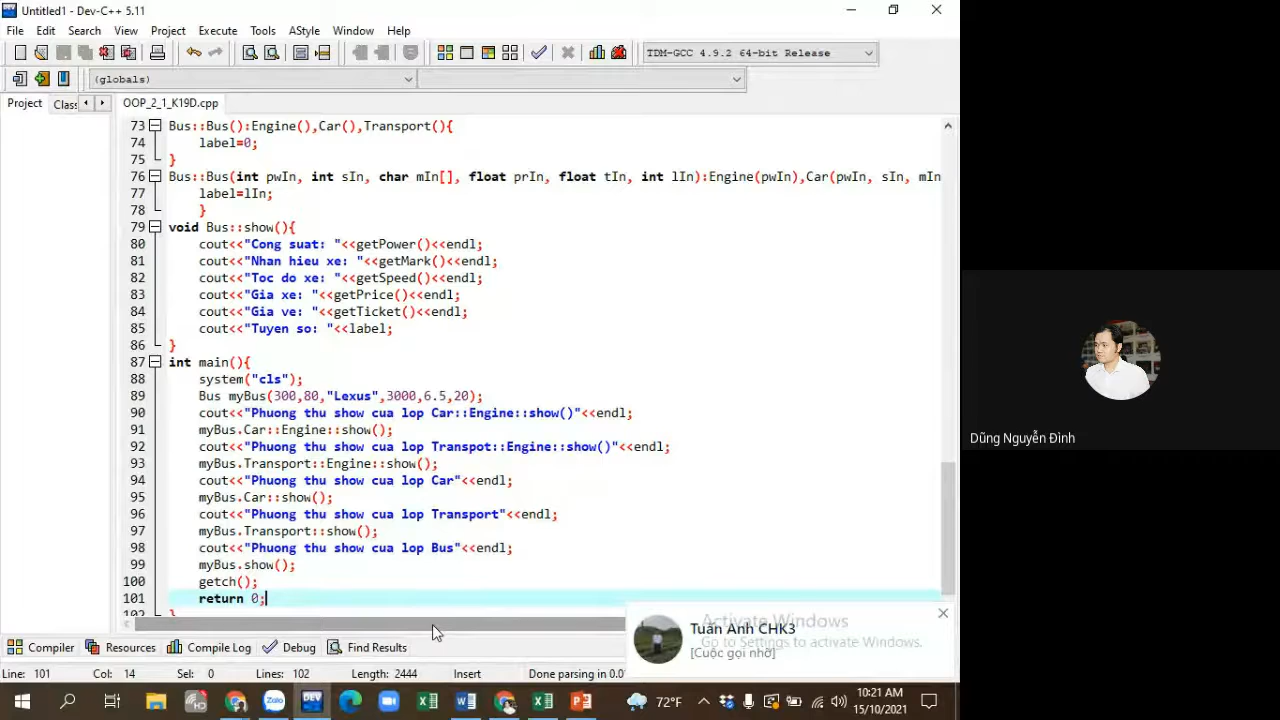 Untitled1 - Dev-C++ 5.11
File Edit Search View Project Execute Tools AStyle Window Help
TDM-GCC 4.9.2 64-bit Release
(globals)
Project Class OOP_2_1_K19D.cpp
73 Bus::Bus():Engine(),Car(),Transport(){
74 label=0;
75 }
76 Bus::Bus(int pwIn, int sIn, char mIn[], float prIn, float tIn, int lIn):Engine(pwIn),Car(pwIn, sIn, mIn
77 label=lIn;
78 }
79 void Bus::show(){
80 cout<<"Cong suat: "<<getPower()<<endl;
81 cout<<"Nhan hieu xe: "<<getMark()<<endl;
82 cout<<"Toc do xe: "<<getSpeed()<<endl;
83 cout<<"Gia xe: "<<getPrice()<<endl;
84 cout<<"Gia ve: "<<getTicket()<<endl;
85 cout<<"Tuyen so: "<<label;
86 }
87 int main(){
88 system("cls");
89 Bus myBus(300,80,"Lexus",3000,6.5,20);
90 cout<<"Phuong thu show cua lop Car::Engine::show()"<<endl;
91 myBus.Car::Engine::show();
92 cout<<"Phuong thu show cua lop Transpot::Engine::show()"<<endl;
93 myBus.Transport::Engine::show();
94 cout<<"Phuong thu show cua lop Car"<<endl;
95 myBus.Car::show();
96 cout<<"Phuong thu show cua lop Transport"<<endl;
97 myBus.Transport::show();
98 cout<<"Phuong thu show cua lop Bus"<<endl;
99 myBus.show();
100 getch();
101 return 0;
102 }
Compiler Resources Compile Log Debug Find Results
Line: 101 Col: 14 Sel: 0 Lines: 102 Length: 2444 Insert Done parsing in 0.0
Activate Windows
Go to Settings to activate Windows.
Tuấn Anh CHK3
[Cuộc gọi nhỡ]
Zalo
DEV
72°F
10:21 AM
15/10/2021
Dũng Nguyễn Đình